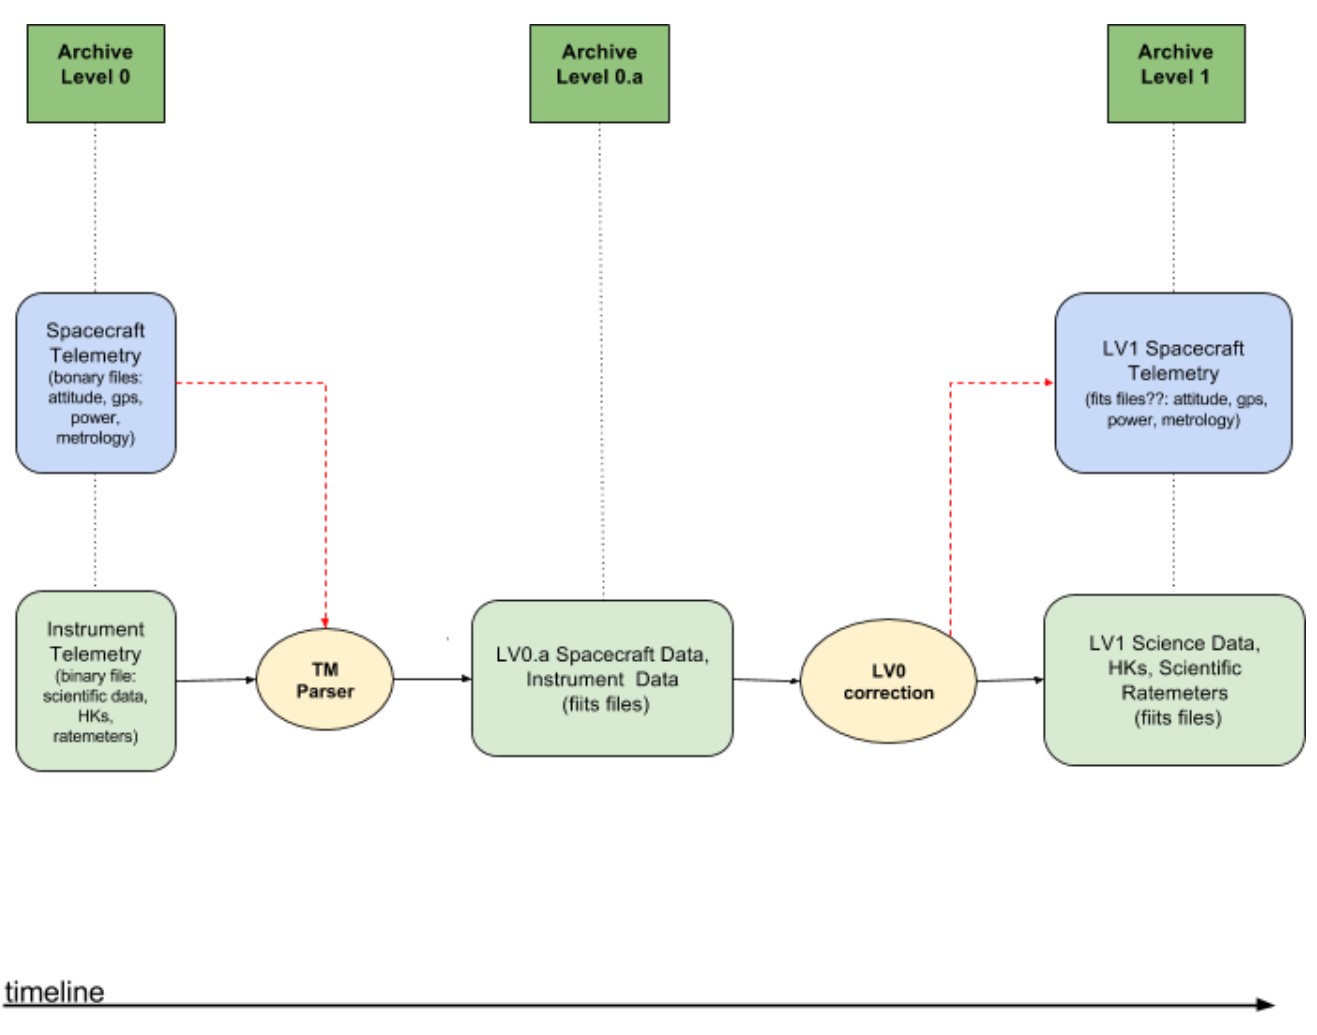 Archive
Level 0
Archive
Level 0.a
Archive
Level 1
Spacecraft
Telemetry
(bonary files:
attitude, gps,
power,
metrology)
LV1 Spacecraft
Telemetry
(fits files??: attitude, gps,
power, metrology)
Instrument
Telemetry
(binary file:
scientific data,
HKs,
ratemeters)
TM
Parser
LV0.a Spacecraft Data,
Instrument Data
(fiits files)
LV0
correction
LV1 Science Data,
HKs, Scientific
Ratemeters
(fiits files)
timeline